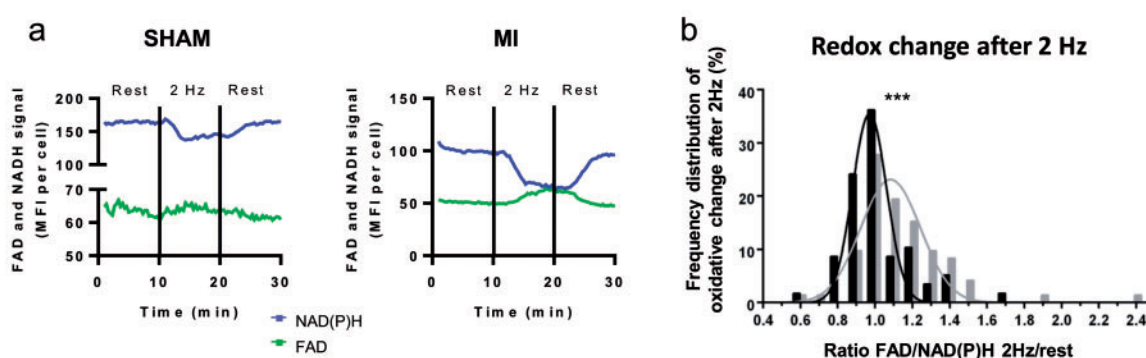 a
SHAM
MI
FAD and NADH signal
(MFI per cell)
200
150
100
70
60
50
Rest
2 Hz
Rest
0
10
20
30
Time (min)
FAD and NADH signal
(MFI per cell)
150
100
50
0
Rest
2 Hz
Rest
0
10
20
30
Time (min)
NAD(P)H
FAD
b
Redox change after 2 Hz
Frequency distribution of
oxidative change after 2Hz (%)
40
30
20
10
0
***
0.4
0.6
0.8
1.0
1.2
1.4
1.6
1.8
2.0
2.2
2.4
Ratio FAD/NAD(P)H 2Hz/rest